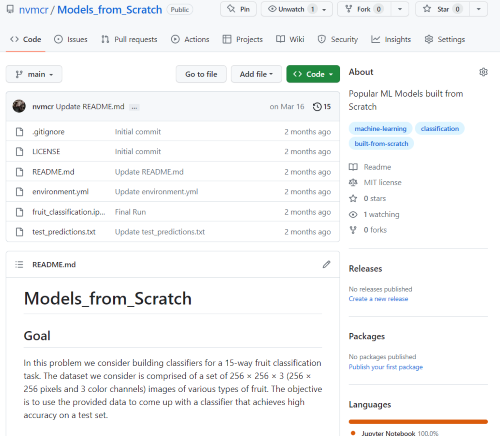 nvmcr / Models_from_Scratch Public
Pin Unwatch 1 Fork 0 Star 0
Code Issues Pull requests Actions Projects Wiki Security Insights Settings
main Go to file Add file Code
nvmcr Update README.md ... on Mar 16 15
.gitignore Initial commit 2 months ago
LICENSE Initial commit 2 months ago
README.md Update README.md 2 months ago
environment.yml Update environment.yml 2 months ago
fruit_classification.ip... Final Run 2 months ago
test_predictions.txt Update test_predictions.txt 2 months ago
README.md
Models_from_Scratch
Goal
In this problem we consider building classifiers for a 15-way fruit classification
task. The dataset we consider is comprised of a set of 256 × 256 × 3 (256 ×
256 pixels and 3 color channels) images of various types of fruit. The objective
is to use the provided data to come up with a classifier that achieves high
accuracy on a test set.
About
Popular ML Models built from
Scratch
machine-learning classification
built-from-scratch
Readme
MIT license
0 stars
1 watching
0 forks
Releases
No releases published
Create a new release
Packages
No packages published
Publish your first package
Languages
Jupyter Notebook 100.0%